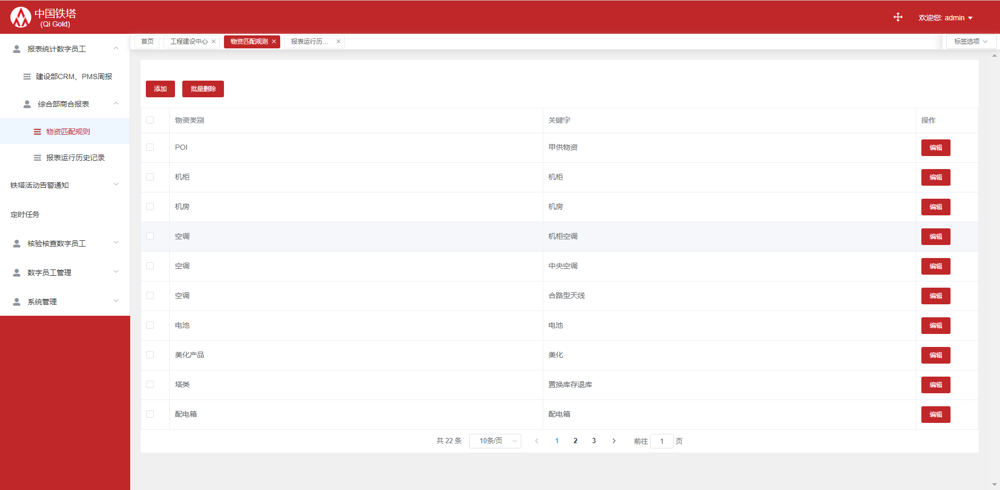 中国铁塔
(Qi Gold)
欢迎您: admin
首页
工程建设中心
物资匹配规则
报表运行历...
标签选项
报表统计数字员工
建设部CRM、PMS周报
综合部商合报表
物资匹配规则
报表运行历史记录
铁塔活动告警通知
定时任务
核验核查数字员工
数字员工管理
系统管理
添加
批量删除
物资类别 关键字 操作
POI 甲供物资 编辑
机柜 机柜 编辑
机房 机房 编辑
空调 机柜空调 编辑
空调 中央空调 编辑
空调 合路型天线 编辑
电池 电池 编辑
美化产品 美化 编辑
塔类 置换库存退库 编辑
配电箱 配电箱 编辑
共 22 条 10条/页 1 2 3 前往 1 页